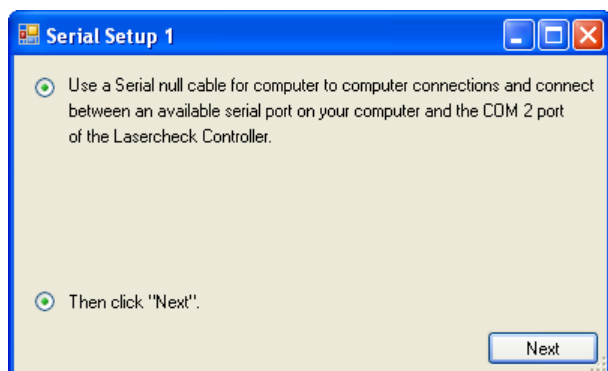 Serial Setup 1
Use a Serial null cable for computer to computer connections and connect
between an available serial port on your computer and the COM 2 port
of the Lasercheck Controller.
Then click "Next".
Next